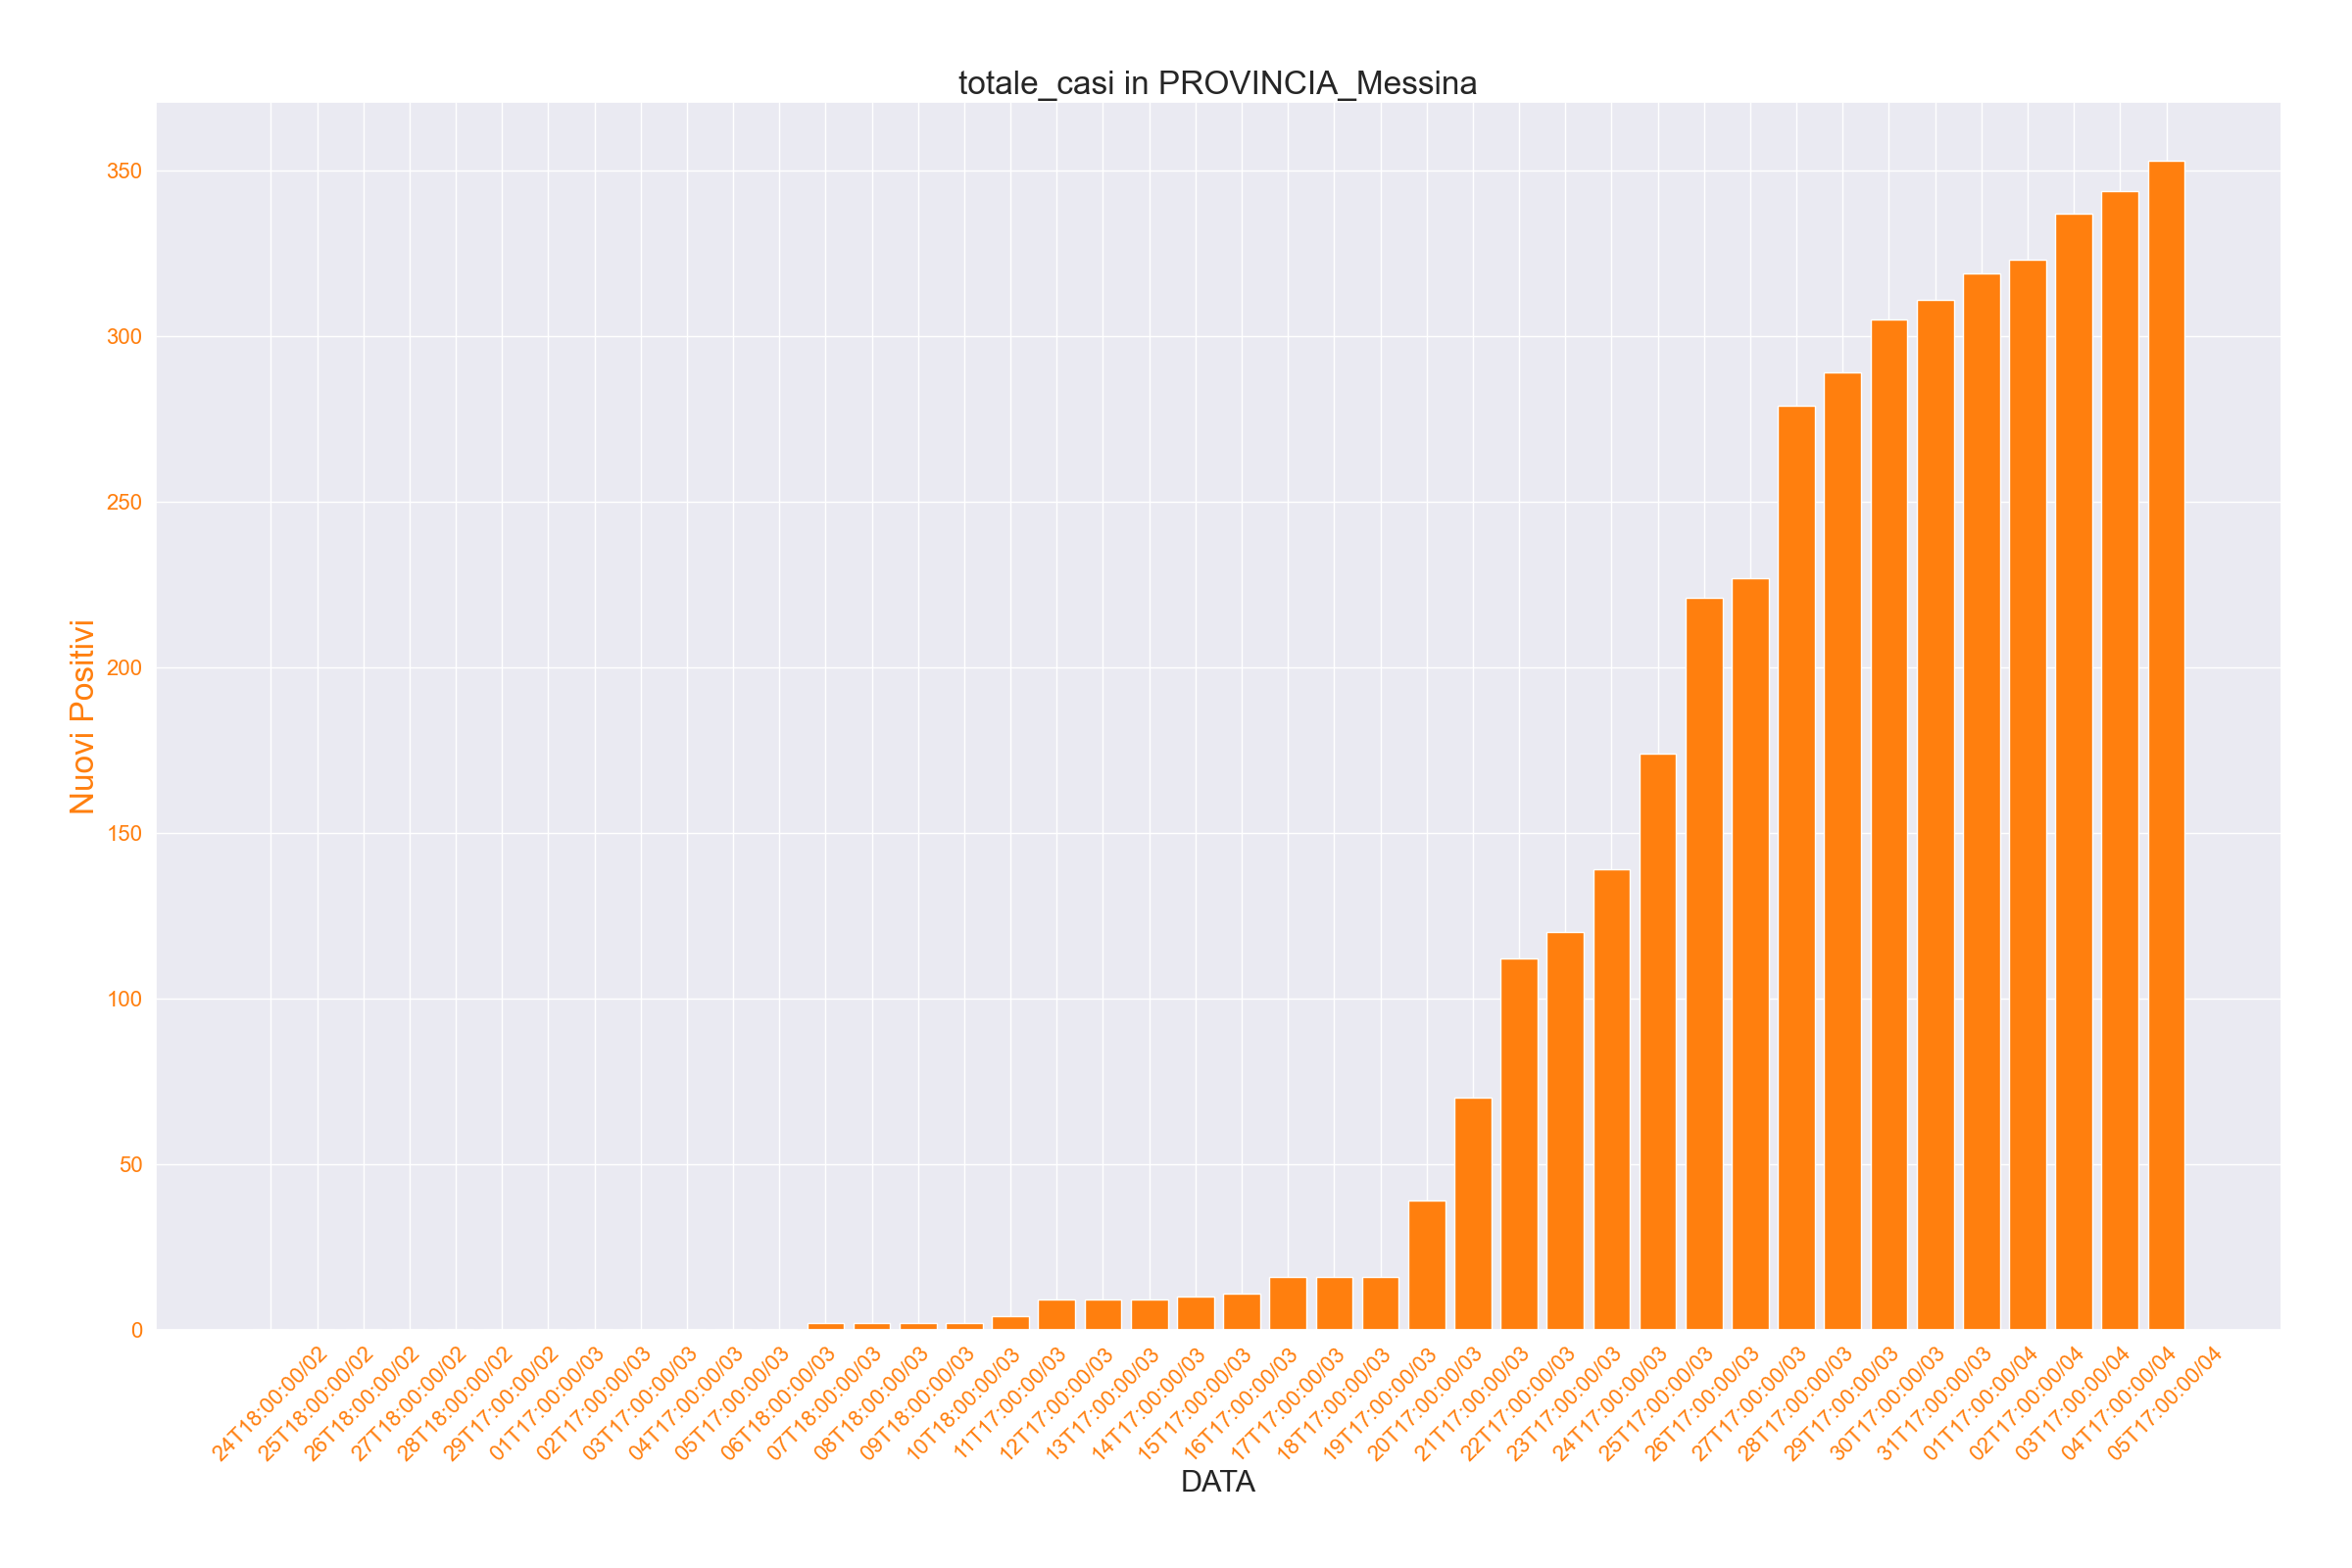 totale_casi in PROVINCIA_Messina
Nuovi Positivi
350
300
250
200
150
100
50
0
24T18:00:00/02
25T18:00:00/02
26T18:00:00/02
27T18:00:00/02
28T18:00:00/02
29T17:00:00/02
01T17:00:00/03
02T17:00:00/03
03T17:00:00/03
04T17:00:00/03
05T17:00:00/03
06T18:00:00/03
07T18:00:00/03
08T18:00:00/03
09T18:00:00/03
10T18:00:00/03
11T17:00:00/03
12T17:00:00/03
13T17:00:00/03
14T17:00:00/03
15T17:00:00/03
16T17:00:00/03
17T17:00:00/03
18T17:00:00/03
19T17:00:00/03
20T17:00:00/03
21T17:00:00/03
22T17:00:00/03
23T17:00:00/03
24T17:00:00/03
25T17:00:00/03
26T17:00:00/03
27T17:00:00/03
28T17:00:00/03
29T17:00:00/03
30T17:00:00/03
31T17:00:00/03
01T17:00:00/04
02T17:00:00/04
03T17:00:00/04
04T17:00:00/04
05T17:00:00/04
DATA